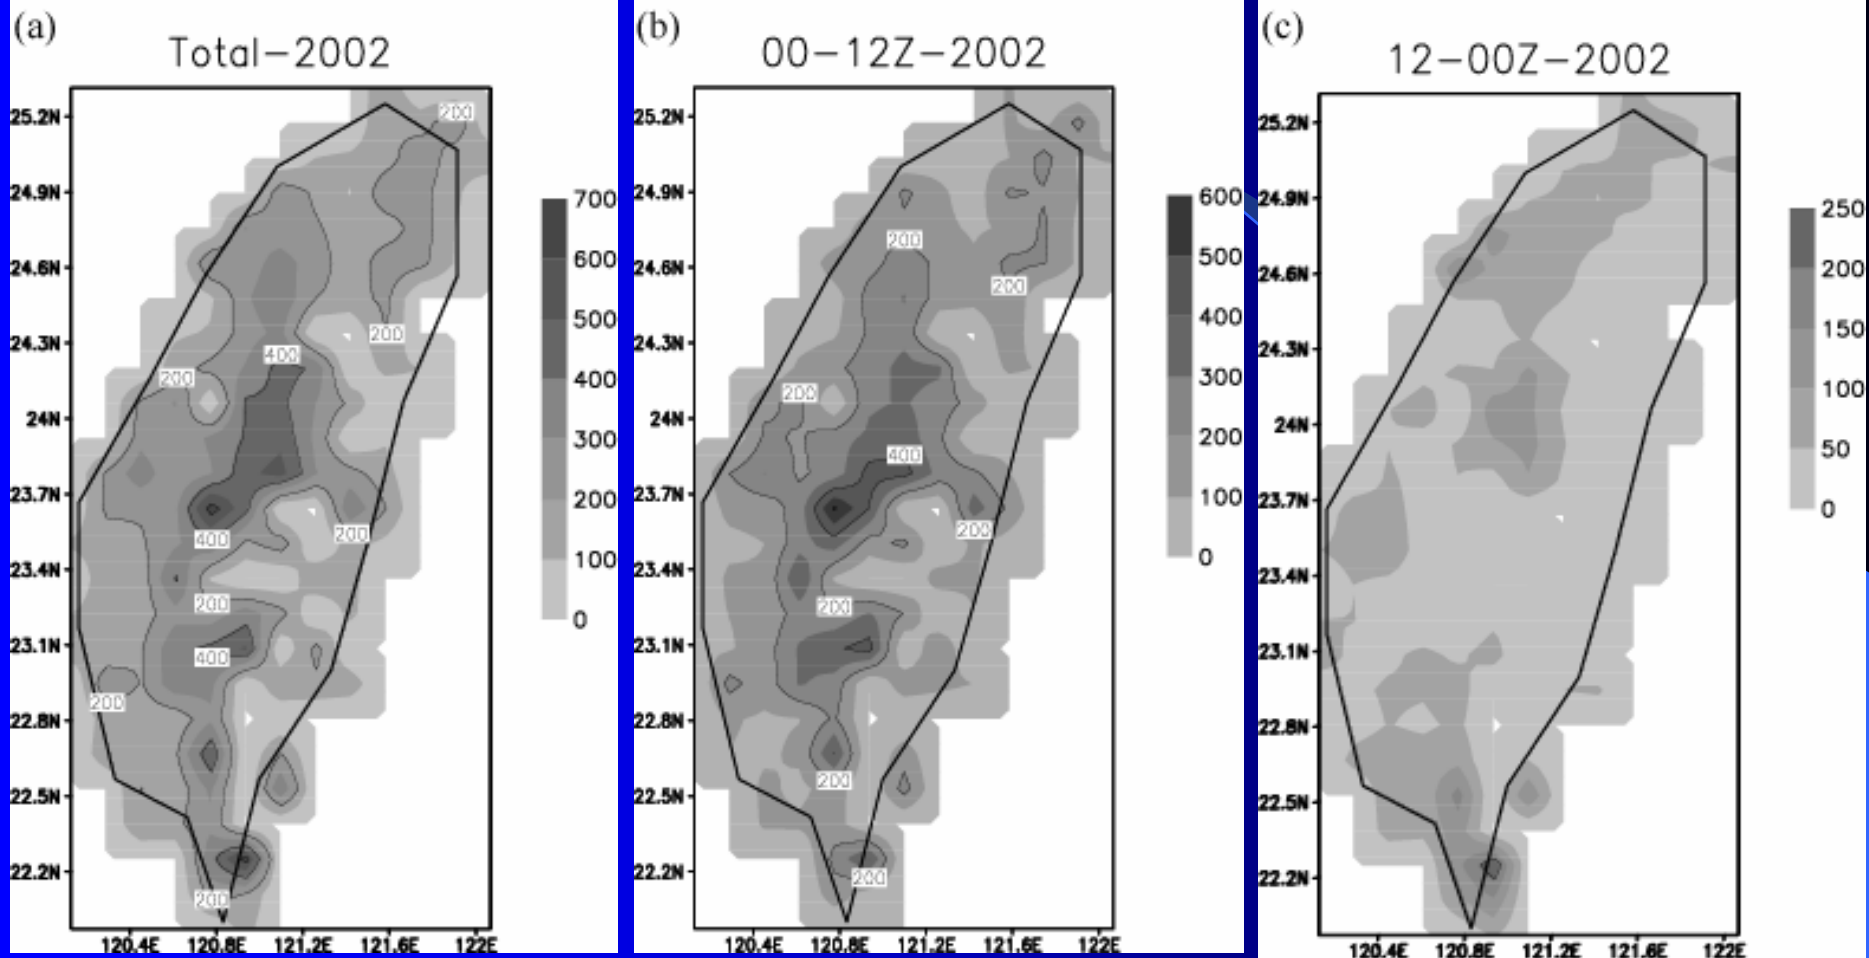 (a)
Total-2002
25.2N
24.9N
24.6N
24.3N
24N
23.7N
23.4N
23.1N
22.8N
22.5N
22.2N
120.4E 120.8E 121.2E 121.6E 122E
200
200
400
200
200
400
200
400
200
200
700
600
500
400
300
200
100
0
(b)
00-12Z-2002
25.2N
24.9N
24.6N
24.3N
24N
23.7N
23.4N
23.1N
22.8N
22.5N
22.2N
120.4E 120.8E 121.2E 121.6E 122E
200
200
200
400
200
200
200
200
600
500
400
300
200
100
0
(c)
12-00Z-2002
25.2N
24.9N
24.6N
24.3N
24N
23.7N
23.4N
23.1N
22.8N
22.5N
22.2N
120.4E 120.8E 121.2E 121.6E 122E
250
200
150
100
50
0